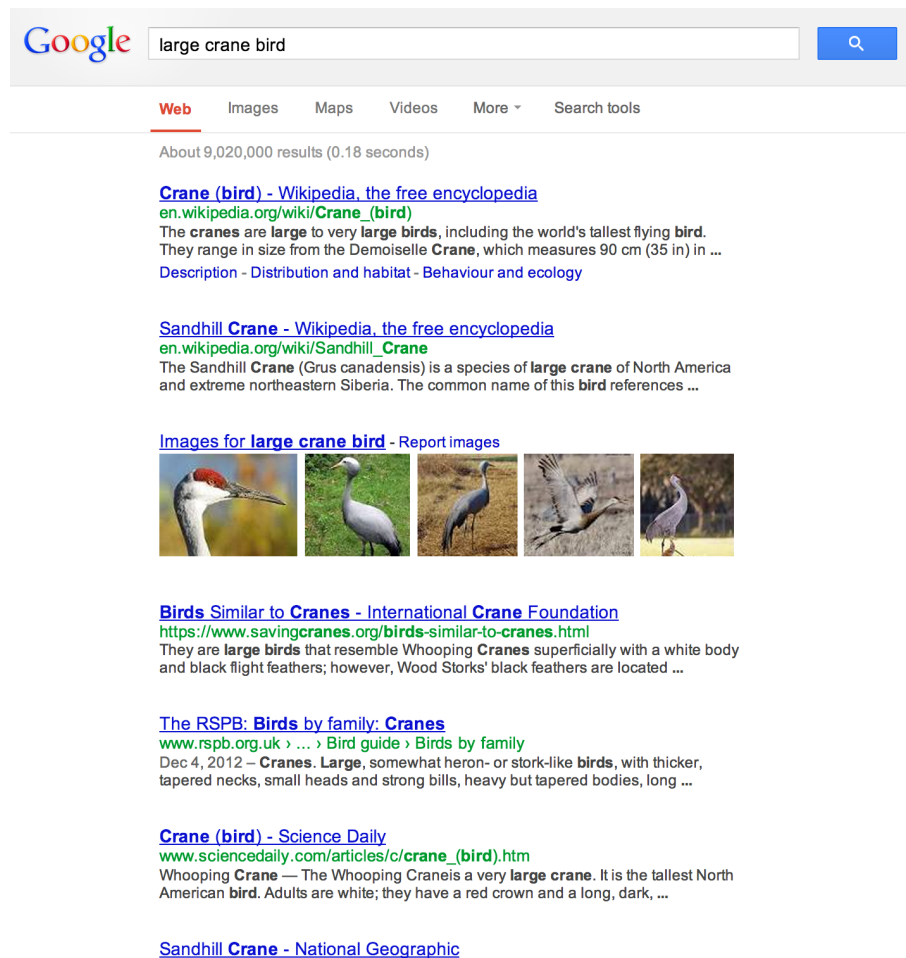 Google
large crane bird
Web Images Maps Videos More Search tools
About 9,020,000 results (0.18 seconds)
Crane (bird) - Wikipedia, the free encyclopedia
en.wikipedia.org/wiki/Crane_(bird)
The cranes are large to very large birds, including the world's tallest flying bird.
They range in size from the Demoiselle Crane, which measures 90 cm (35 in) in ...
Description - Distribution and habitat - Behaviour and ecology
Sandhill Crane - Wikipedia, the free encyclopedia
en.wikipedia.org/wiki/Sandhill_Crane
The Sandhill Crane (Grus canadensis) is a species of large crane of North America
and extreme northeastern Siberia. The common name of this bird references ...
Images for large crane bird - Report images
Birds Similar to Cranes - International Crane Foundation
https://www.savingcranes.org/birds-similar-to-cranes.html
They are large birds that resemble Whooping Cranes superficially with a white body
and black flight feathers; however, Wood Storks' black feathers are located ...
The RSPB: Birds by family: Cranes
www.rspb.org.uk › ... › Bird guide › Birds by family
Dec 4, 2012 – Cranes. Large, somewhat heron- or stork-like birds, with thicker,
tapered necks, small heads and strong bills, heavy but tapered bodies, long ...
Crane (bird) - Science Daily
www.sciencedaily.com/articles/c/crane_(bird).htm
Whooping Crane — The Whooping Craneis a very large crane. It is the tallest North
American bird. Adults are white; they have a red crown and a long, dark, ...
Sandhill Crane - National Geographic